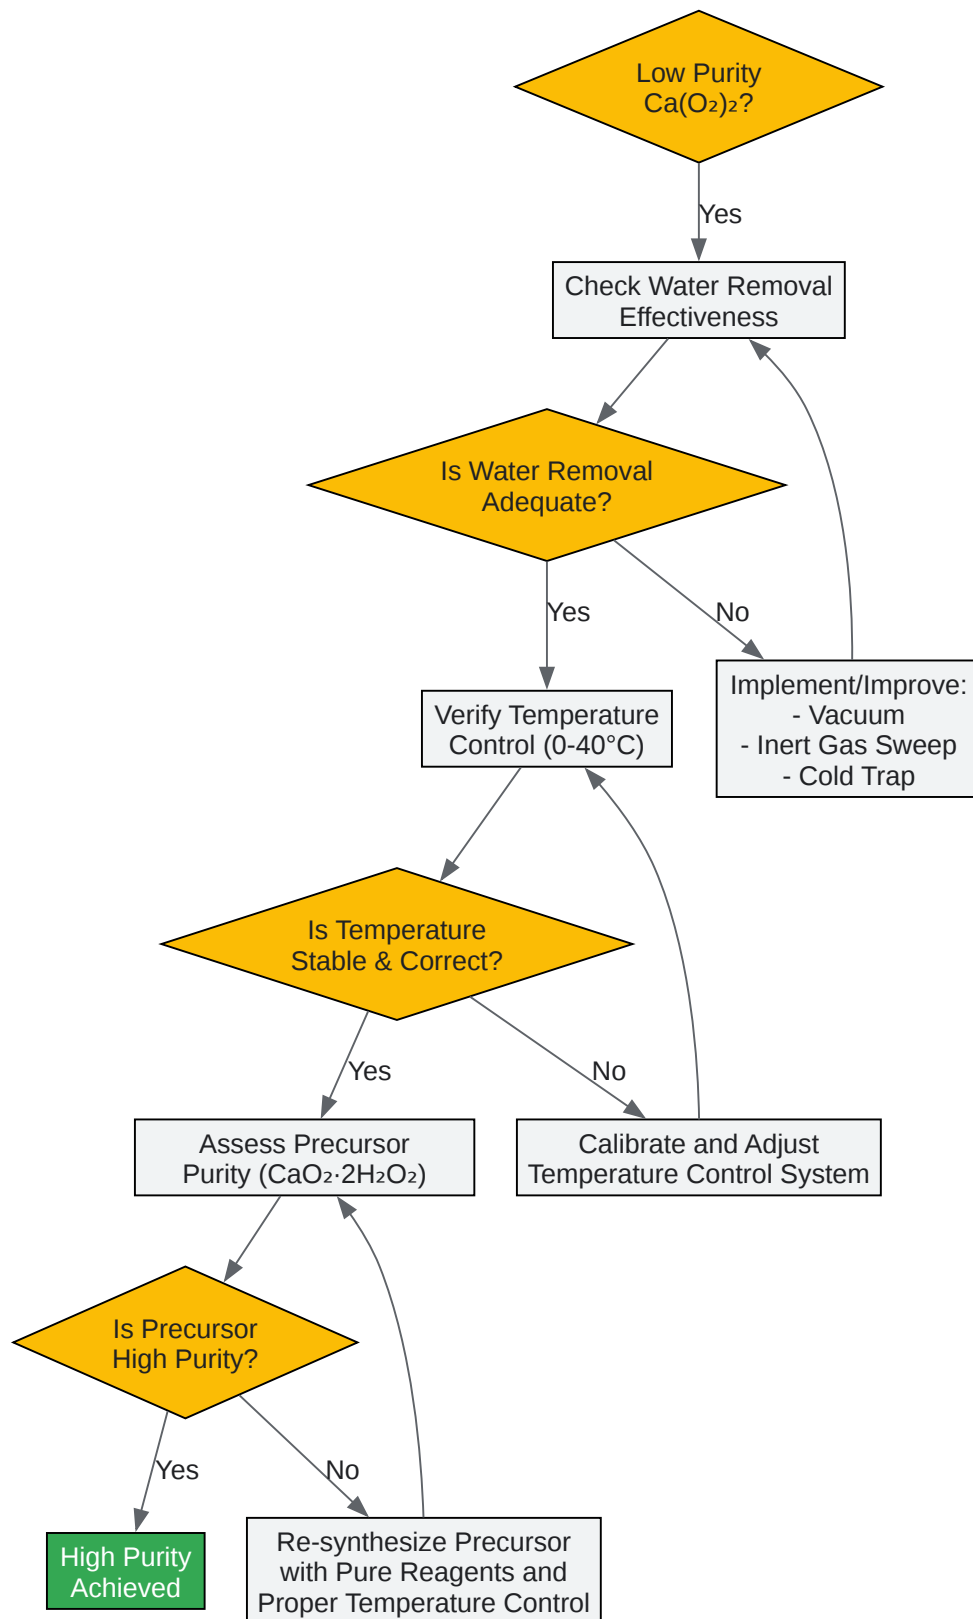 Low Purity
Ca(O₂)₂?
Yes
Check Water Removal
Effectiveness
Is Water Removal
Adequate?
Yes
No
Implement/Improve:
- Vacuum
- Inert Gas Sweep
- Cold Trap
Verify Temperature
Control (0-40°C)
Is Temperature
Stable & Correct?
Yes
No
Assess Precursor
Purity (CaO₂·2H₂O₂)
Calibrate and Adjust
Temperature Control System
Is Precursor
High Purity?
Yes
No
High Purity
Achieved
Re-synthesize Precursor
with Pure Reagents and
Proper Temperature Control